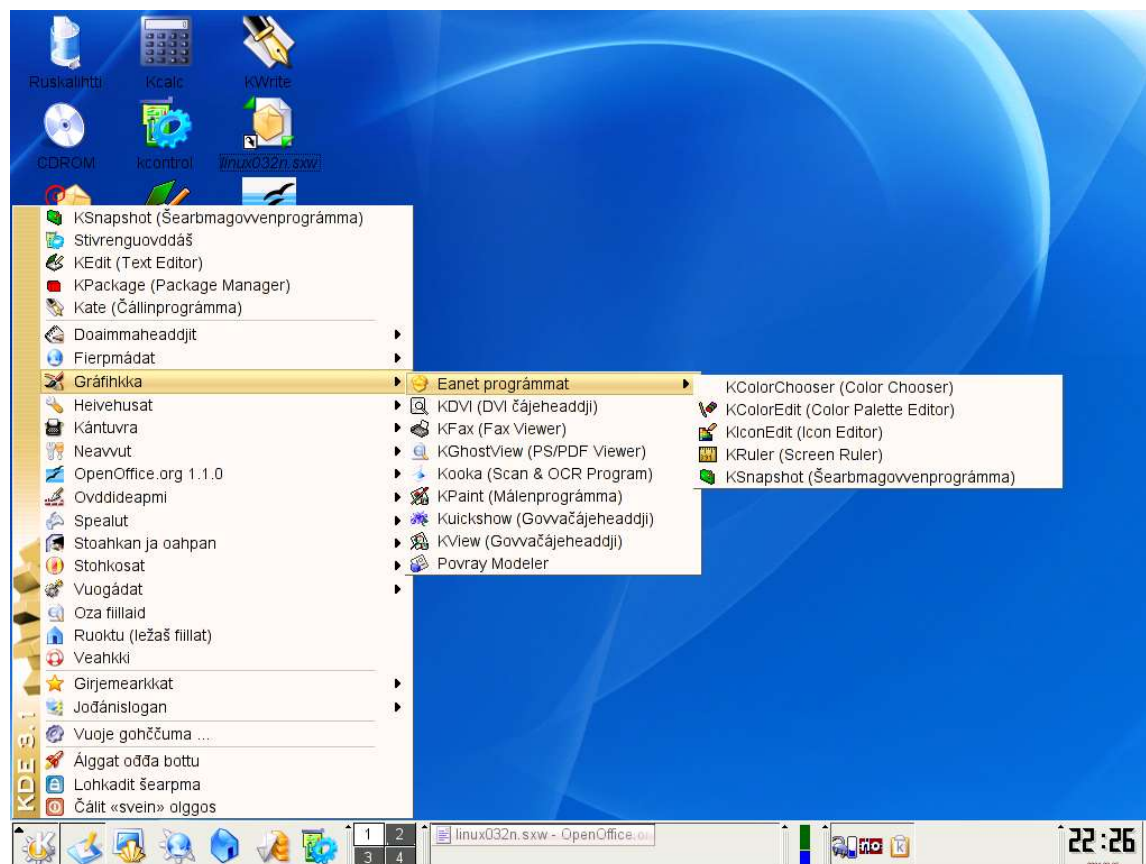 Ruskalihtti
Kcalc
KWrite
CDROM
kcontrol
linux032n.sxw
KSnapshot (Šearbmagovvenprográmma)
Stivrenguovddáš
KEdit (Text Editor)
KPackage (Package Manager)
Kate (Čállinprográmma)
Doaimmaheaddjit
Fierpmádat
Gráfihkka
Heivehusat
Kántuvra
Neavvut
OpenOffice.org 1.1.0
Ovddideapmi
Spealut
Stoahkan ja oahpan
Stohkosat
Vuogádat
Oza fiillaid
Ruoktu (iežaš fiillat)
Veahkki
Girjemearkkat
Jođánislogan
Vuoje gohččuma ...
Álggat ođđa bottu
Lohkadit šearpma
Čálit «svein» olggos
KDE 3.1
Eanet prográmmat
KDVI (DVI čájeheaddji)
KFax (Fax Viewer)
KGhostView (PS/PDF Viewer)
Kooka (Scan & OCR Program)
KPaint (Málenprográmma)
Kuickshow (Govvačájeheaddji)
KView (Govvačájeheaddji)
Povray Modeler
KColorChooser (Color Chooser)
KColorEdit (Color Palette Editor)
KIconEdit (Icon Editor)
KRuler (Screen Ruler)
KSnapshot (Šearbmagovvenprográmma)
1 2
3 4
linux032n.sxw - OpenOffice.o
no
22:26